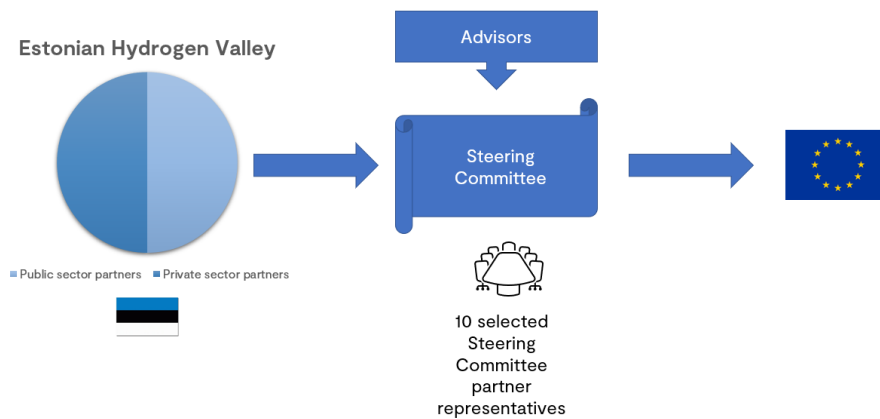 Estonian Hydrogen Valley
Public sector partners
Private sector partners
Advisors
Steering
Committee
10 selected
Steering
Committee
partner
representatives